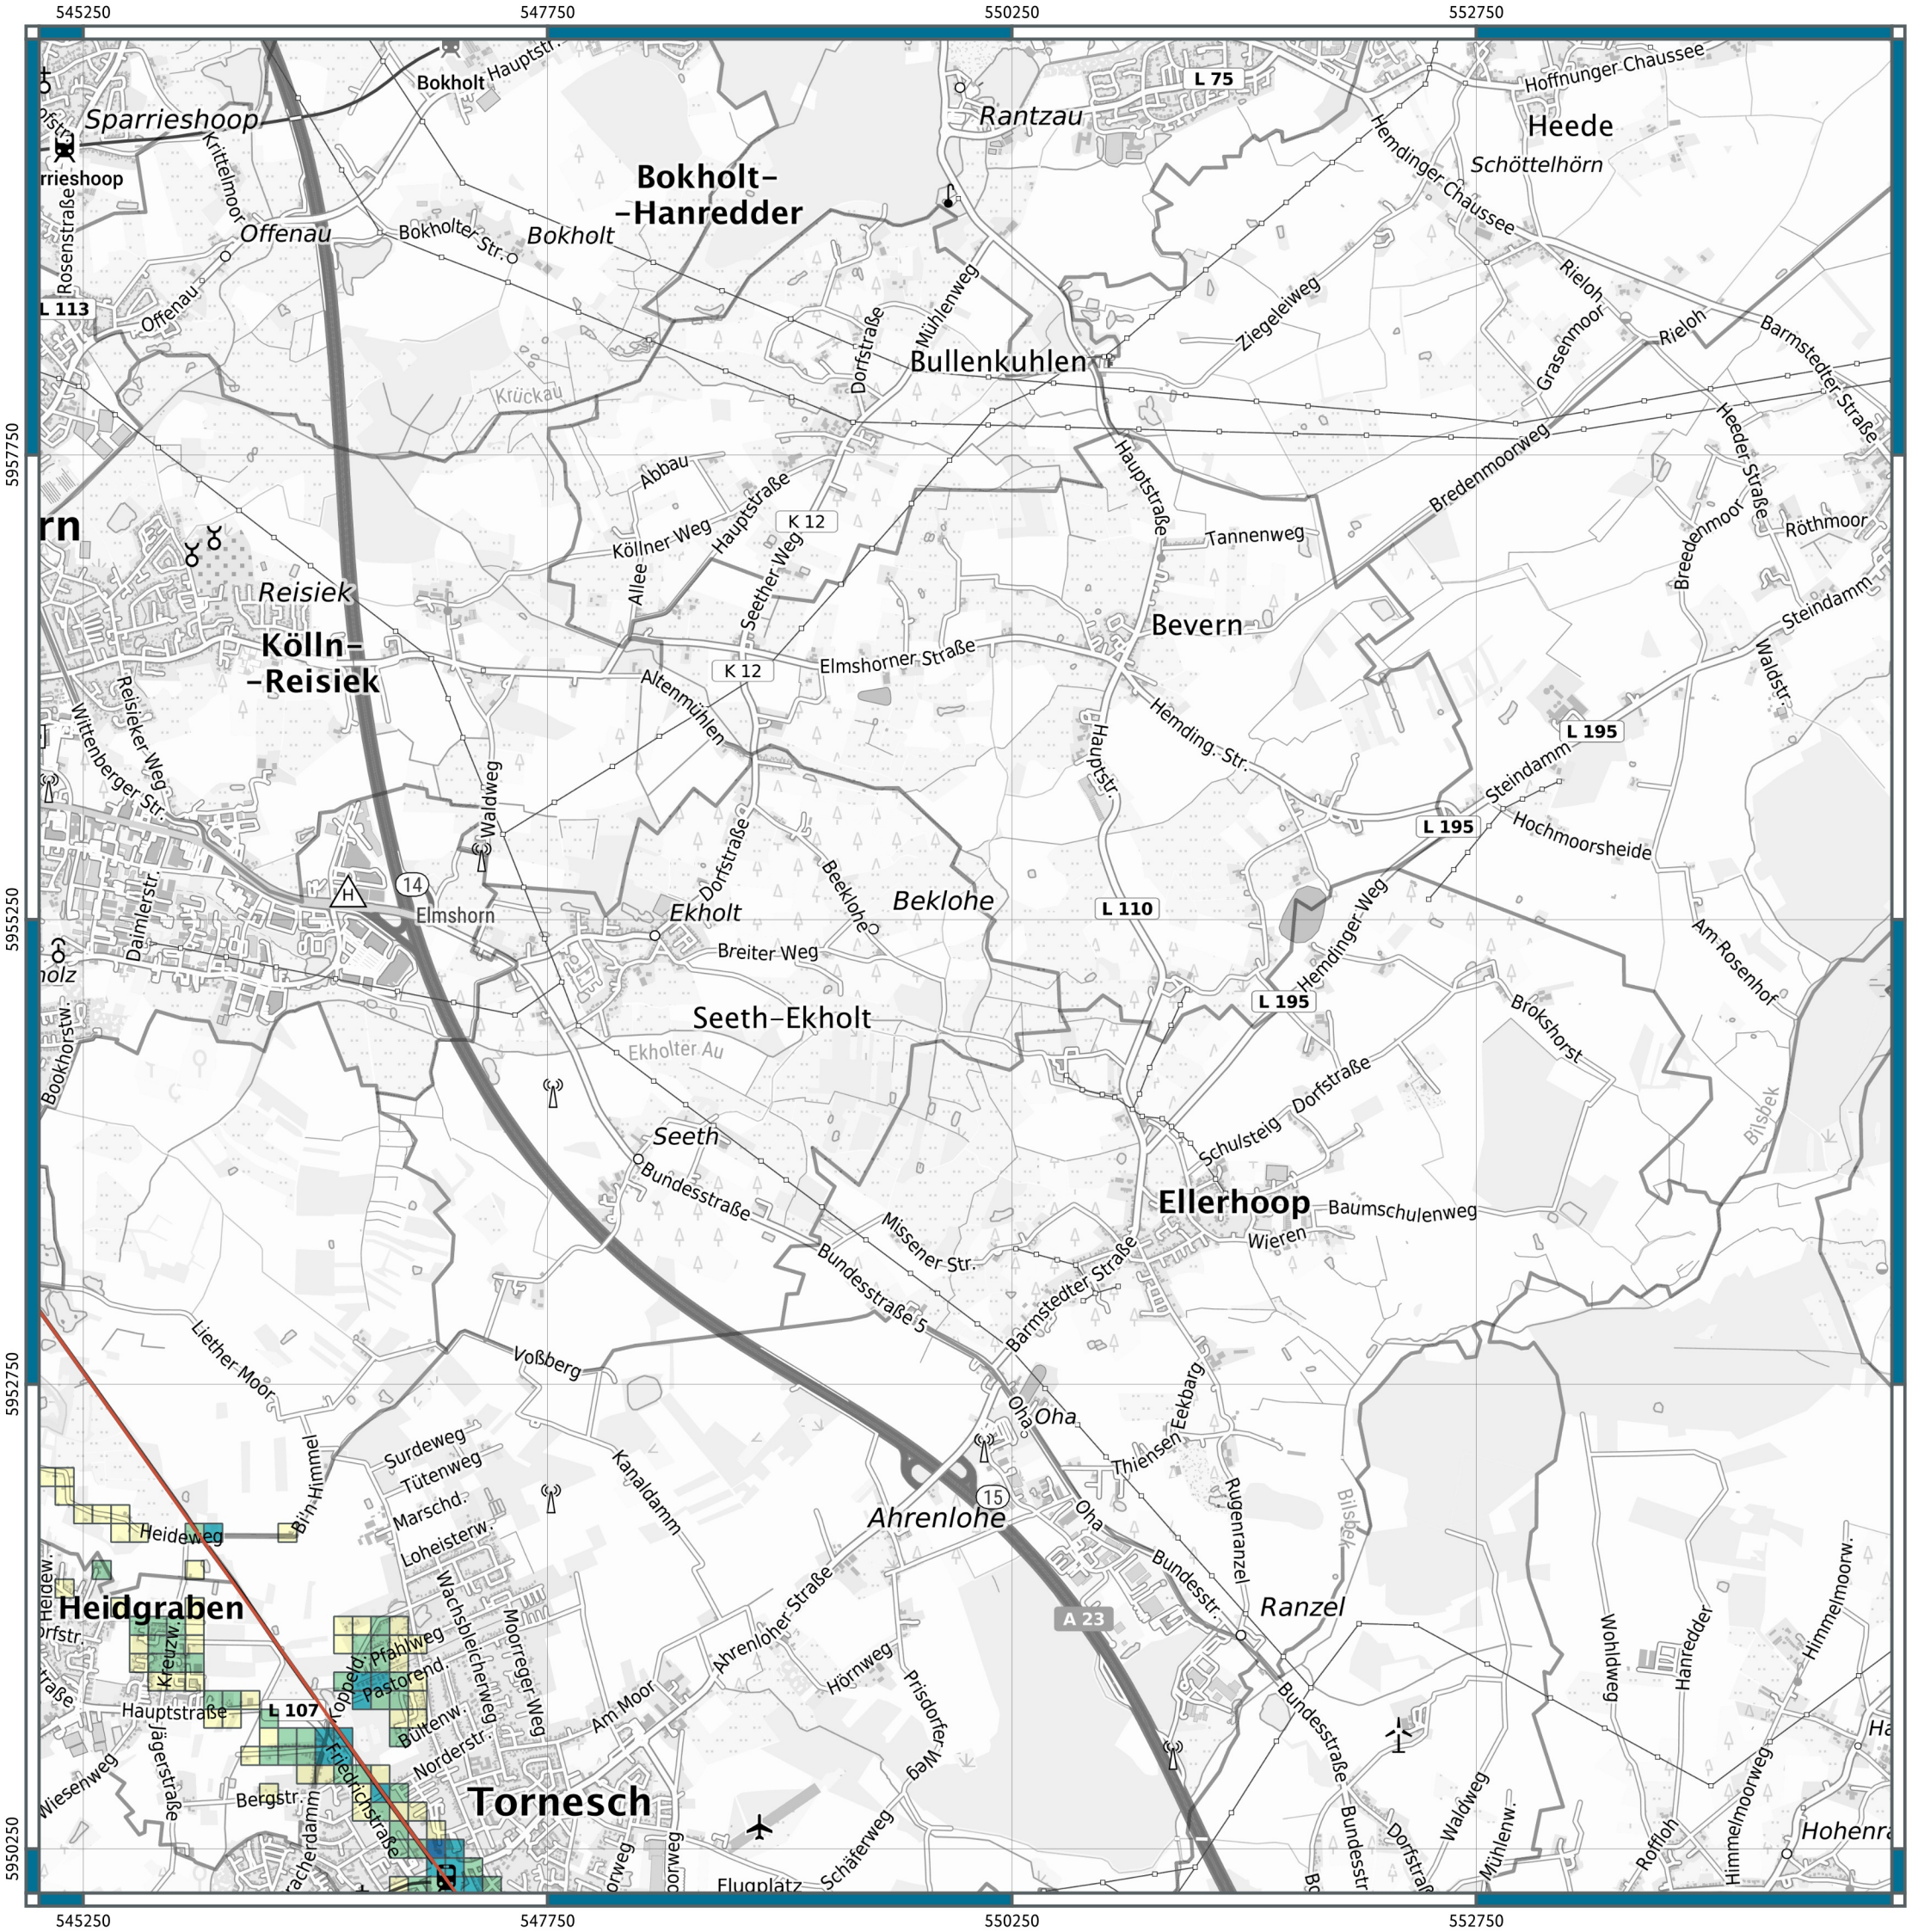 545250
547750
550250
552750
Bokholt
Hauptstr.
L 75
Hoffnunger Chaussee
Sparrieshoop
Rantzau
Heede
Hemdinger Chaussee
Schöttelhörn
rrieshoop
Krittelmoor
Bokholt–
–Hanredder
Rosenstraße
Offenau
Bokholter Str.
Bokholt
L 113
Offenau
Mühlenweg
Dorfstraße
Ziegeleiweg
Rieloh
Rieloh
Grasenmoor
Barmstedter Straße
Bullenkuhlen
Krückau
5957750
Abbau
Hauptstraße
Hauptstraße
Bredenmoorweg
Heeder Straße
rn
K 12
Köllner Weg
Allee
Seether Weg
Tannenweg
Breedenmoor
Röthmoor
Reisiek
Steindamm
Kölln–
–Reisiek
Bevern
Waldstr.
Elmshorner Straße
K 12
Altenmühlen
Reisieker Weg
Wittenberger Str.
Hemding. Str.
Hauptstr.
L 195
Steindamm
Waldweg
L 195
Hochmoorsheide
Dorfstraße
Beeklohe
14
H
Elmshorn
Daimlerstr.
Ekholt
Beklohe
L 110
5955250
Breiter Weg
Hemdinger Weg
Am Rosenhof
holz
L 195
Brokshorst
Seeth–Ekholt
Bookhorstw.
Ekholter Au
Dorfstraße
Bilsbek
Seeth
Schulsteig
Bundesstraße
Ellerhoop
Baumschulenweg
Missener Str.
Wieren
Bundesstraße 5
Barmstedter Straße
Liether Moor
Voßberg
5952750
Thiensen Eekbarg
Oha
Oha
Surdeweg
Tütenweg
Marschd.
Bi'n Himmel
Kanaldamm
Rugenranzel
Bilsbek
15
Ahrenlohe
Oha
Heideweg
Loheisterw.
Bundesstr.
Heidew.
Heidgraben
Wachsbleicherweg
Moorreger Weg
Ahrenloher Straße
A 23
Ranzel
Wohldweg
Hanredder
Himmelmoorw.
Kreuzw.
Pfahlweg
Pastorend.
Toppeld.
Hörnweg
Prisdorfer Weg
Hauptstraße
L 107
Bültenw.
Am Moor
Bundesstraße
Jägerstraße
Norderstr.
Friedrichstraße
Wiesenweg
Bergstr.
Tornesch
Waldweg
Himmelmoorweg
Schäferweg
Bundesstr
Mühlenw.
Roffloh
Flugplatz
5950250
545250
547750
550250
552750